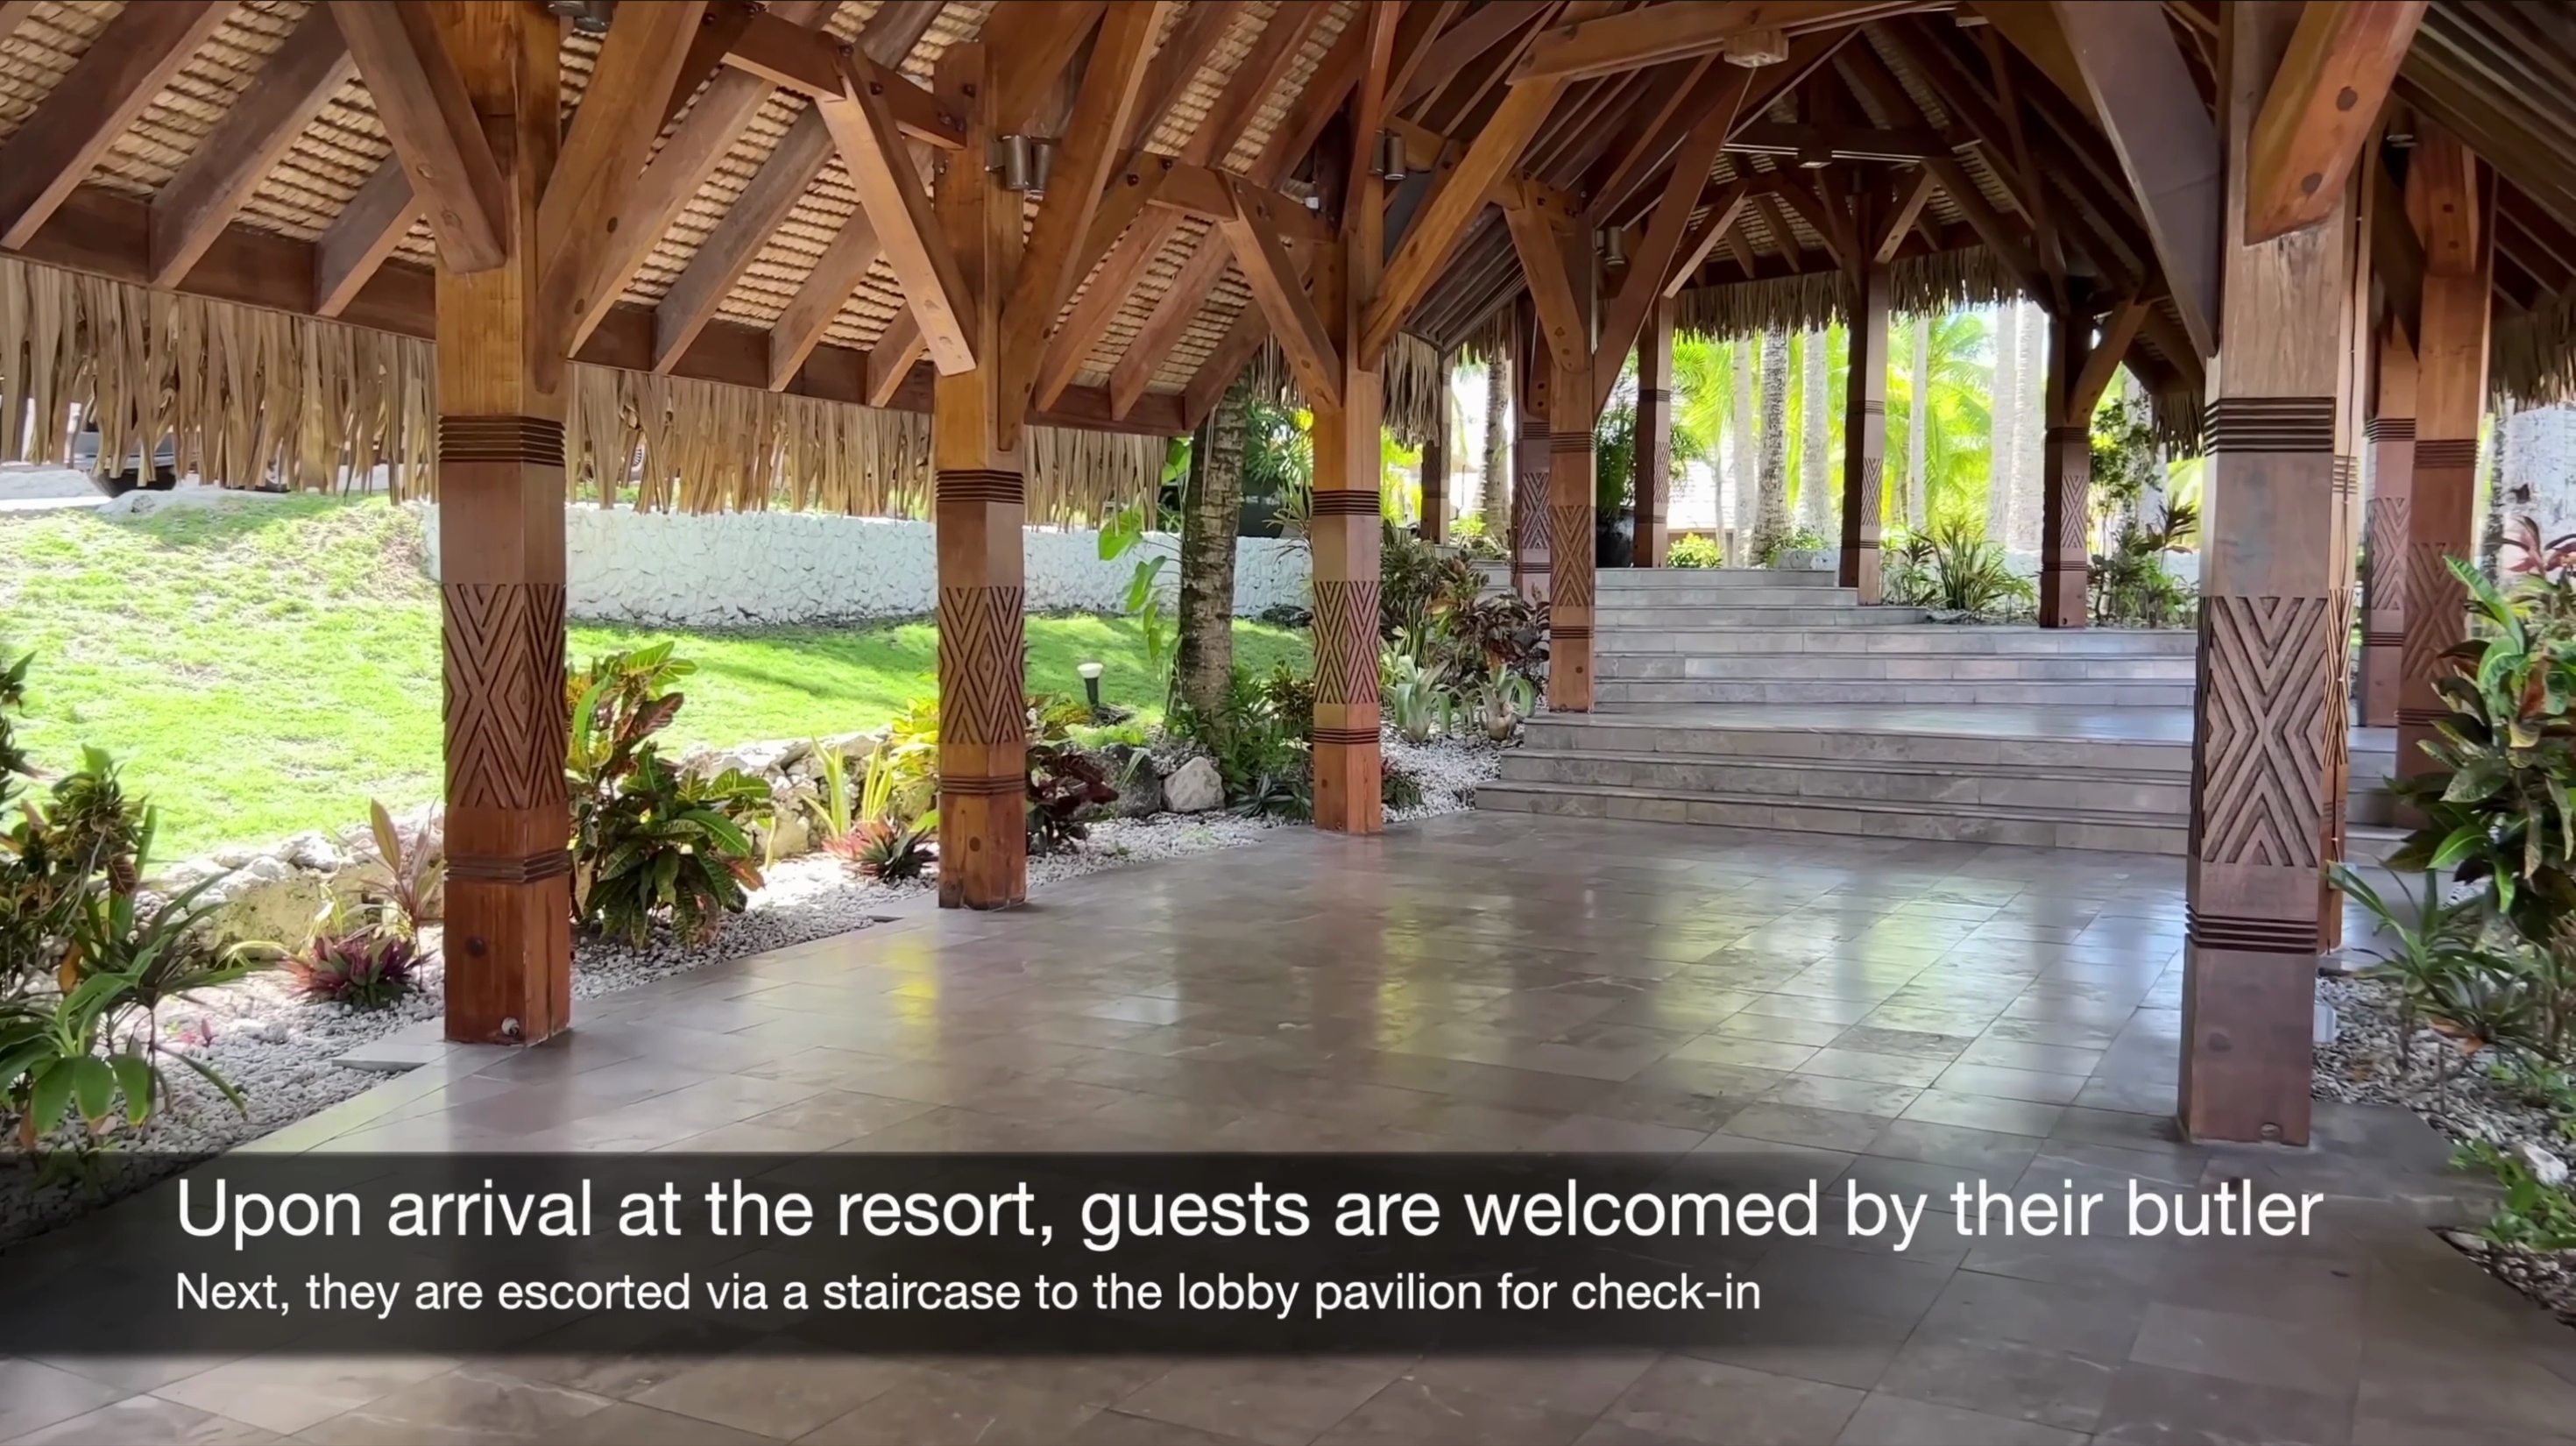 Upon arrival at the resort, guests are welcomed by their butler
Next, they are escorted via a staircase to the lobby pavilion for check-in